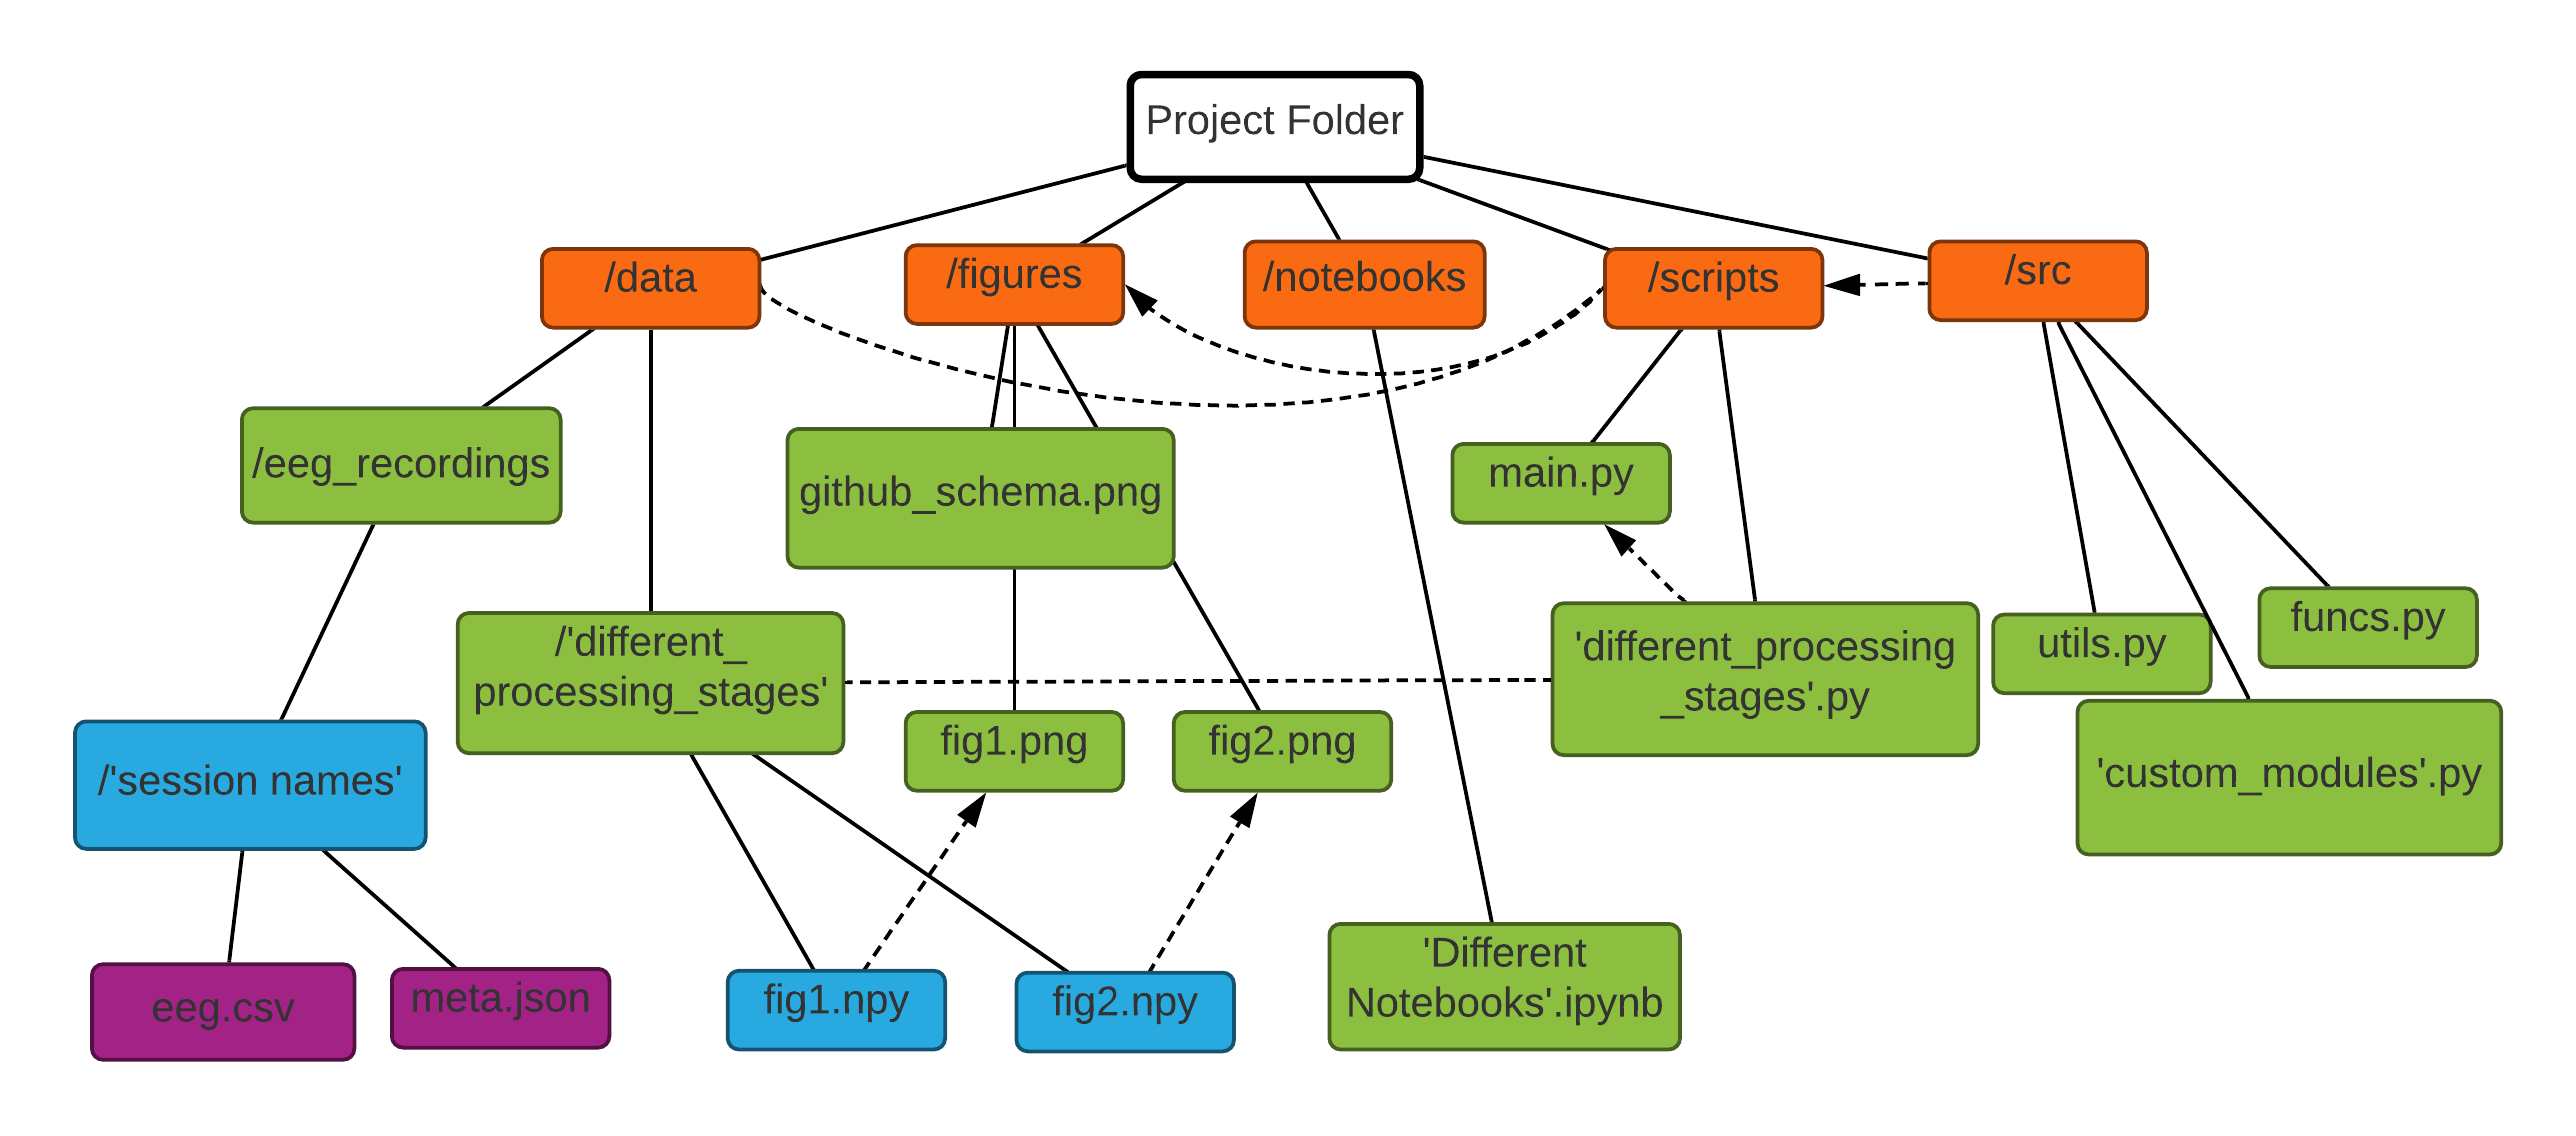 Project Folder
/data
/figures
/notebooks
/scripts
/src
/eeg_recordings
github_schema.png
main.py
/'different_
processing_stages'
'different_processing
_stages'.py
utils.py
funcs.py
/'session names'
fig1.png
fig2.png
'custom_modules'.py
eeg.csv
meta.json
fig1.npy
fig2.npy
'Different
Notebooks'.ipynb